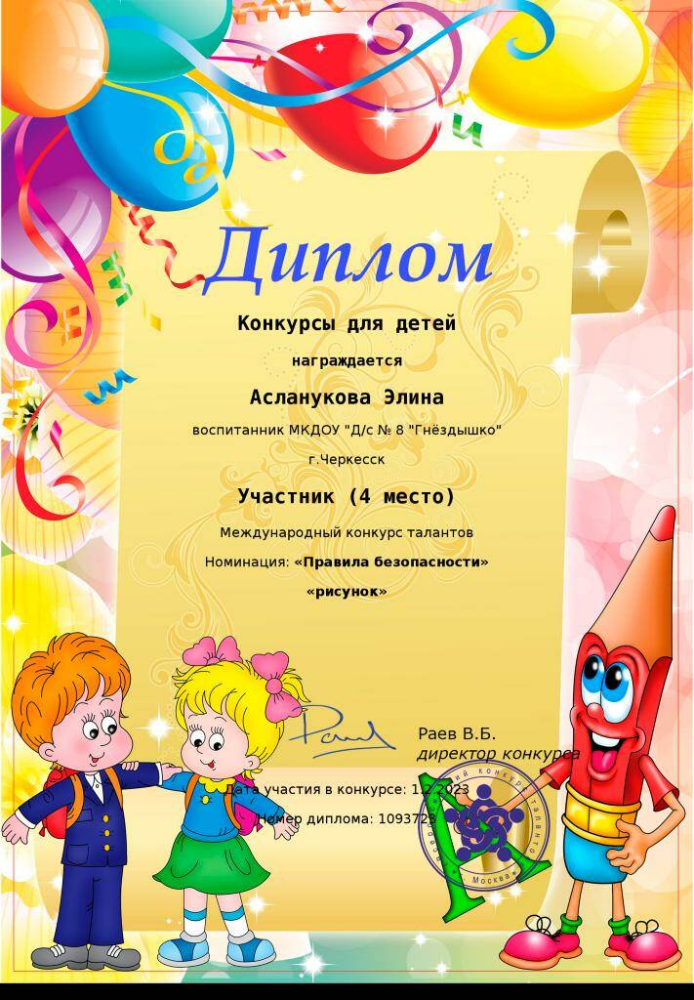 Диплом
Конкурсы для детей
награждается
Асланукова Элина
воспитанник МКДОУ "Д/с № 8 "Гнёздышко"
г.Черкесск
Участник (4 место)
Международный конкурс талантов
Номинация: «Правила безопасности»
«рисунок»
Раев В.Б.
директор конкурса
Дата участия в конкурсе: 1.2.2023
Номер диплома: 1093723
конкурс талантов
Москва